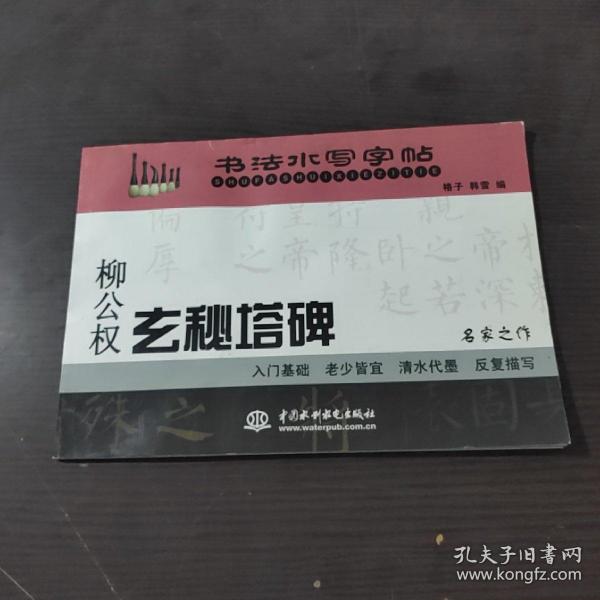 书法水写字帖
SHUFASHUIXIEZITIE
格子 韩雪 编
柳公权
玄秘塔碑
名家之作
入门基础 老少皆宜 清水代墨 反复描写
中国水利水电出版社
www.waterpub.com.cn
孔夫子旧书网
www.kongfz.com